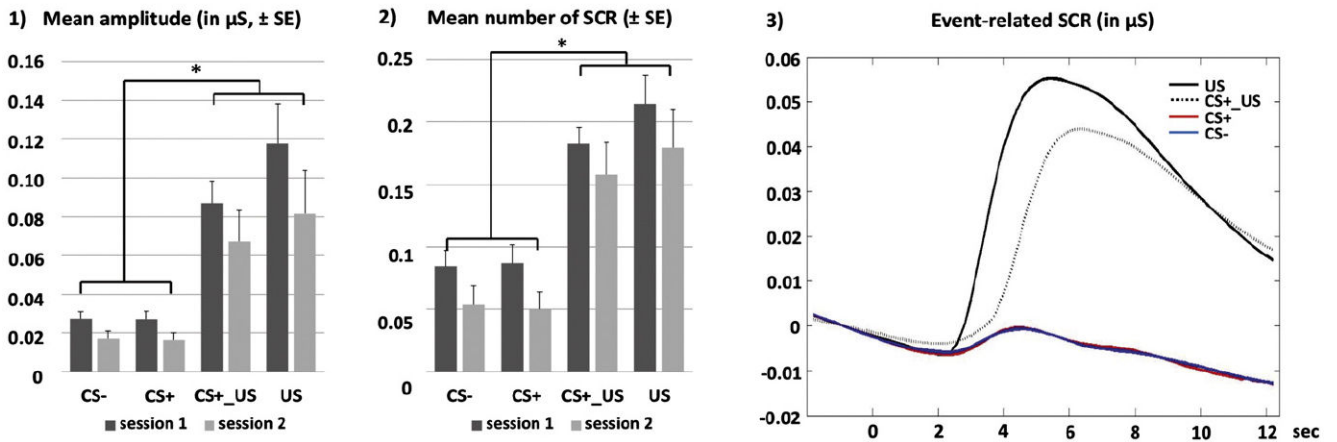 1) Mean amplitude (in µS, ± SE)
0.16
0.14
0.12
0.10
0.08
0.06
0.04
0.02
0
*
CS- CS+ CS+_US US
session 1 session 2
2) Mean number of SCR (± SE)
0.25
0.2
0.15
0.1
0.05
0
*
CS- CS+ CS+_US US
session 1 session 2
3) Event-related SCR (in µS)
0.06
0.05
0.04
0.03
0.02
0.01
0
-0.01
-0.02
US
CS+_US
CS+
CS-
0 2 4 6 8 10 12 sec